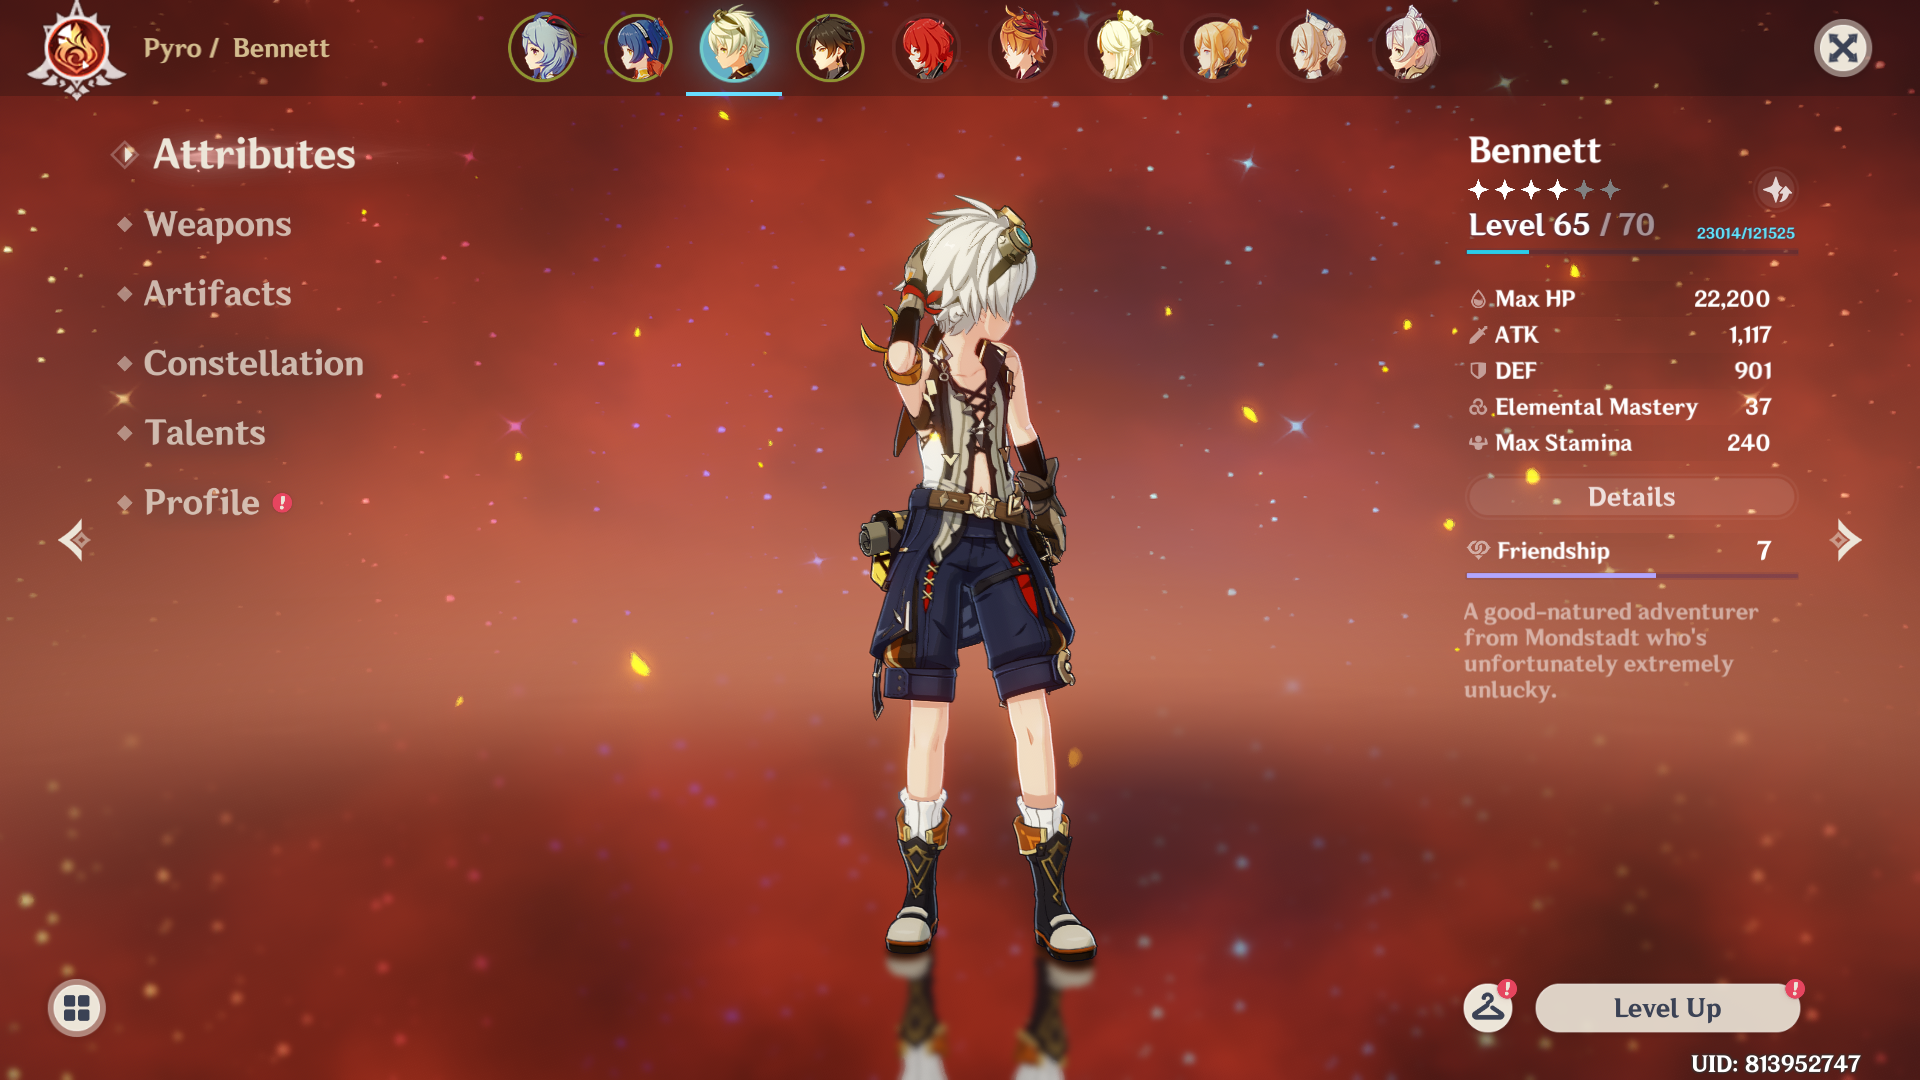 Pyro / Bennett
Attributes
Weapons
Artifacts
Constellation
Talents
Profile
Bennett
Level 65 / 70
23014/121525
Max HP 22,200
ATK 1,117
DEF 901
Elemental Mastery 37
Max Stamina 240
Details
Friendship 7
A good-natured adventurer
from Mondstadt who's
unfortunately extremely
unlucky.
Level Up
UID: 813952747